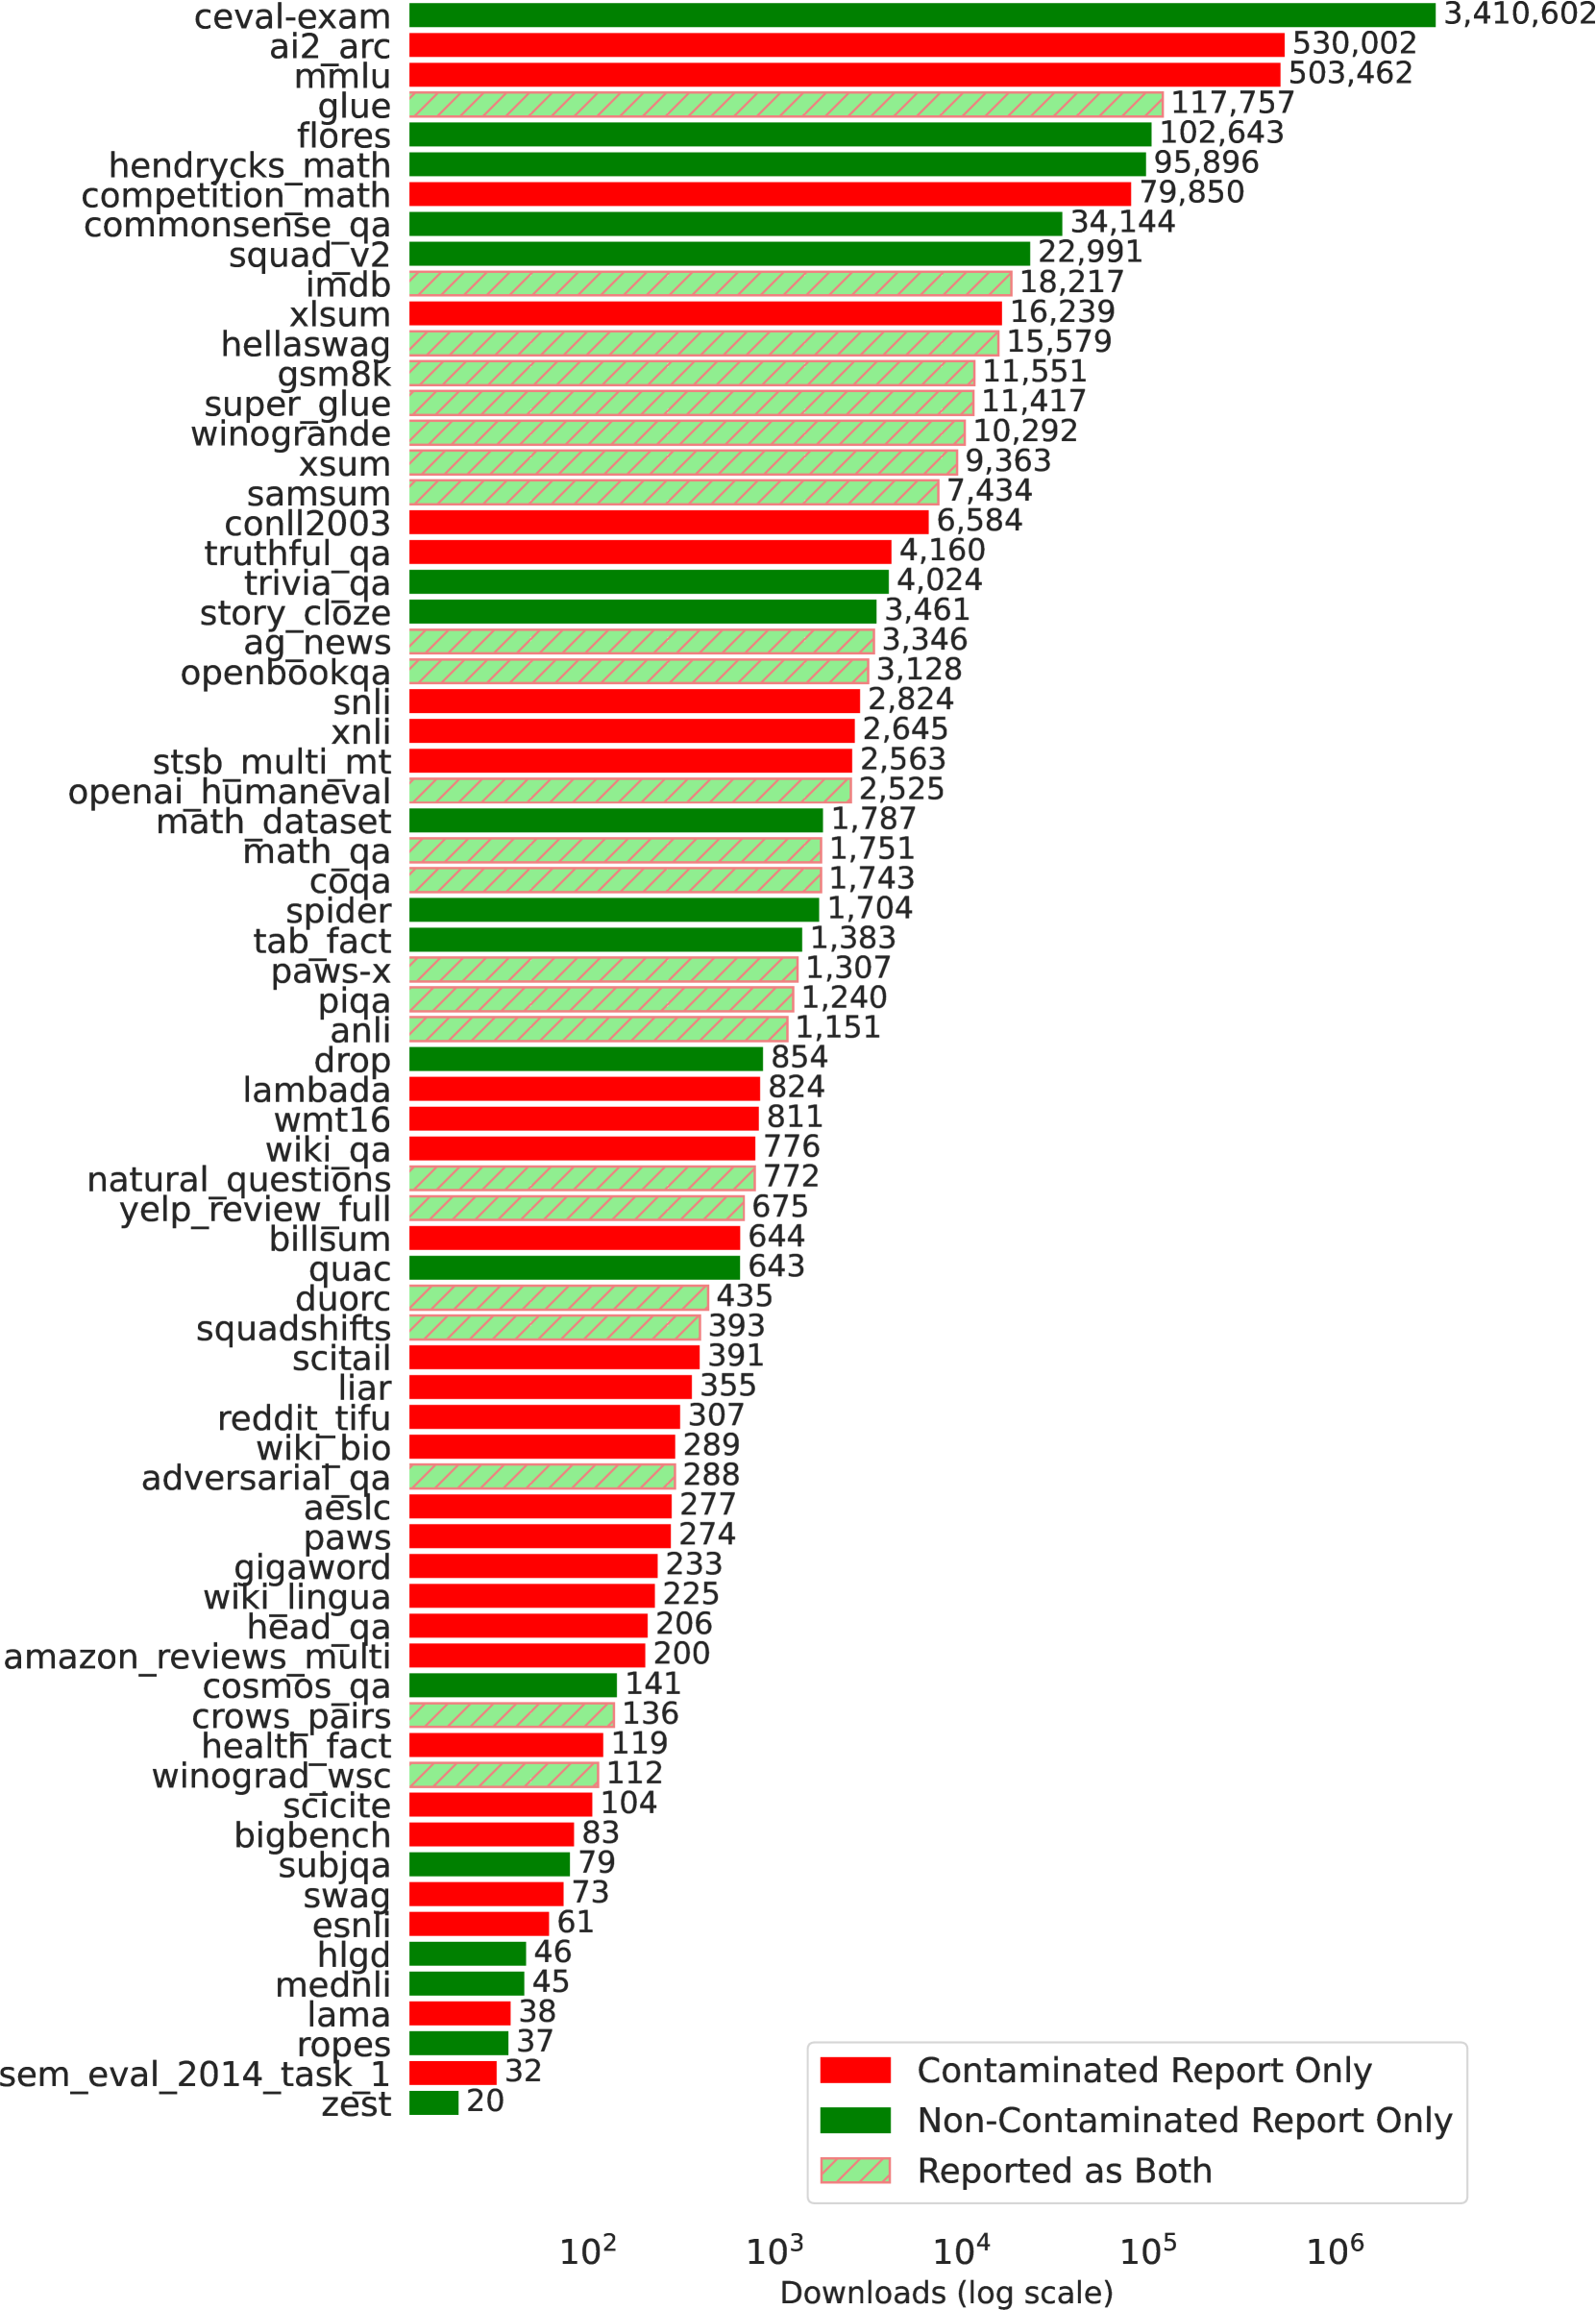 ceval-exam 3,410,602
ai2_arc 530,002
mmlu 503,462
glue 117,757
flores 102,643
hendrycks_math 95,896
competition_math 79,850
commonsense_qa 34,144
squad_v2 22,991
imdb 18,217
xlsum 16,239
hellaswag 15,579
gsm8k 11,551
super_glue 11,417
winogrande 10,292
xsum 9,363
samsum 7,434
conll2003 6,584
truthful_qa 4,160
trivia_qa 4,024
story_cloze 3,461
ag_news 3,346
openbookqa 3,128
snli 2,824
xnli 2,645
stsb_multi_mt 2,563
openai_humaneval 2,525
math_dataset 1,787
math_qa 1,751
coqa 1,743
spider 1,704
tab_fact 1,383
paws-x 1,307
piqa 1,240
anli 1,151
drop 854
lambada 824
wmt16 811
wiki_qa 776
natural_questions 772
yelp_review_full 675
billsum 644
quac 643
duorc 435
squadshifts 393
scitail 391
liar 355
reddit_tifu 307
wiki_bio 289
adversarial_qa 288
aeslc 277
paws 274
gigaword 233
wiki_lingua 225
head_qa 206
amazon_reviews_multi 200
cosmos_qa 141
crows_pairs 136
health_fact 119
winograd_wsc 112
scicite 104
bigbench 83
subjqa 79
swag 73
esnli 61
hlgd 46
mednli 45
lama 38
ropes 37
sem_eval_2014_task_1 32
zest 20
Contaminated Report Only
Non-Contaminated Report Only
Reported as Both
10² 10³ 10⁴ 10⁵ 10⁶
Downloads (log scale)